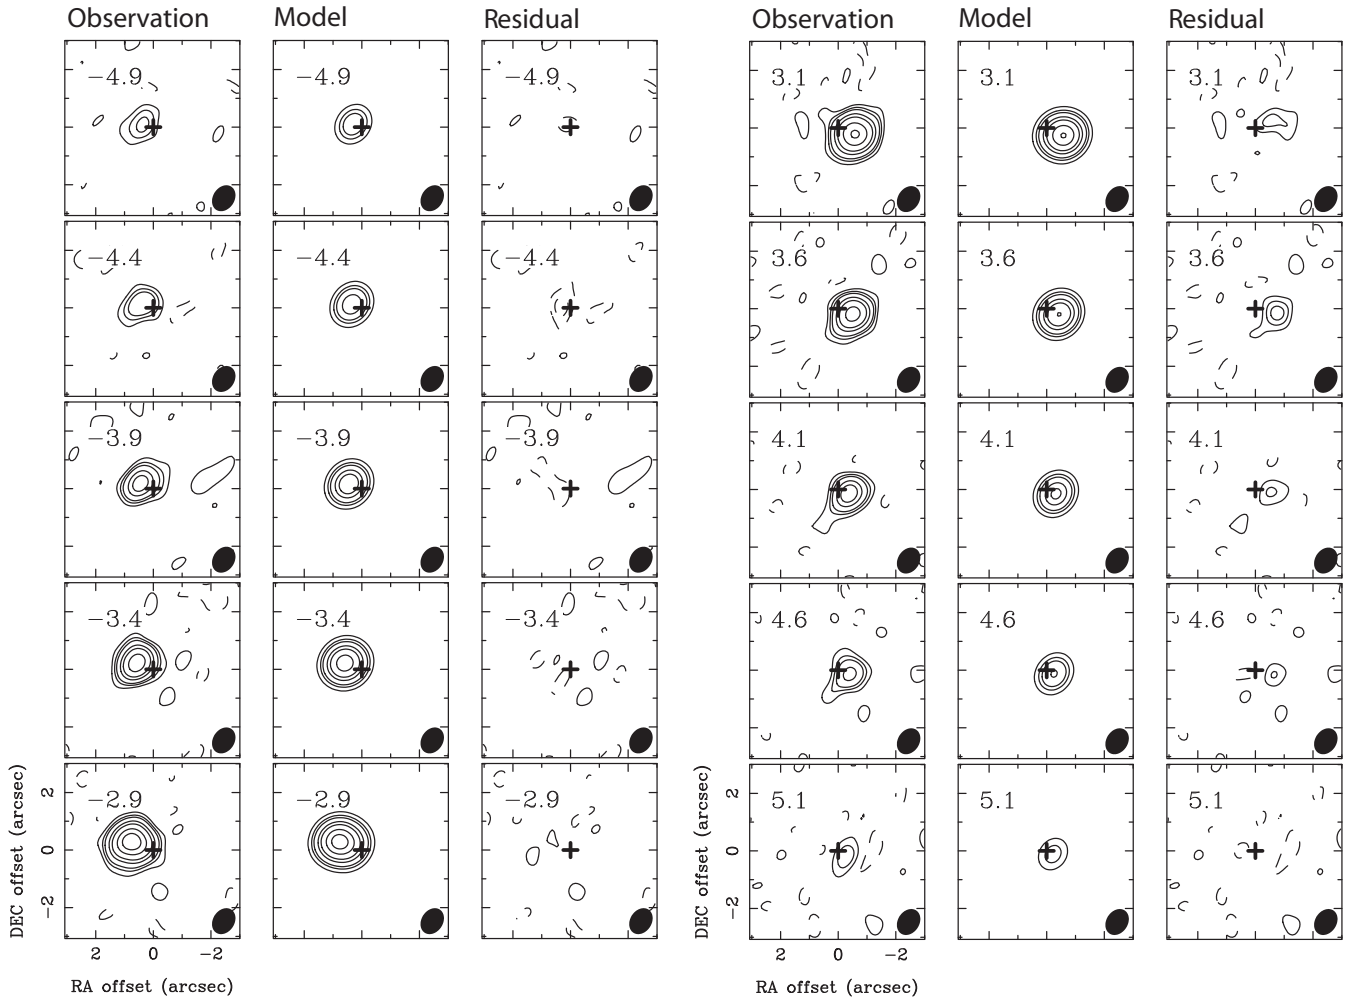 Observation Model Residual Observation Model Residual
−4.9 −4.9 −4.9 3.1 3.1 3.1
−4.4 −4.4 −4.4 3.6 3.6 3.6
−3.9 −3.9 −3.9 4.1 4.1 4.1
−3.4 −3.4 −3.4 4.6 4.6 4.6
−2.9 −2.9 −2.9 5.1 5.1 5.1
DEC offset (arcsec)
2
0
−2
2 0 −2
RA offset (arcsec)
DEC offset (arcsec)
2
0
−2
2 0 −2
RA offset (arcsec)